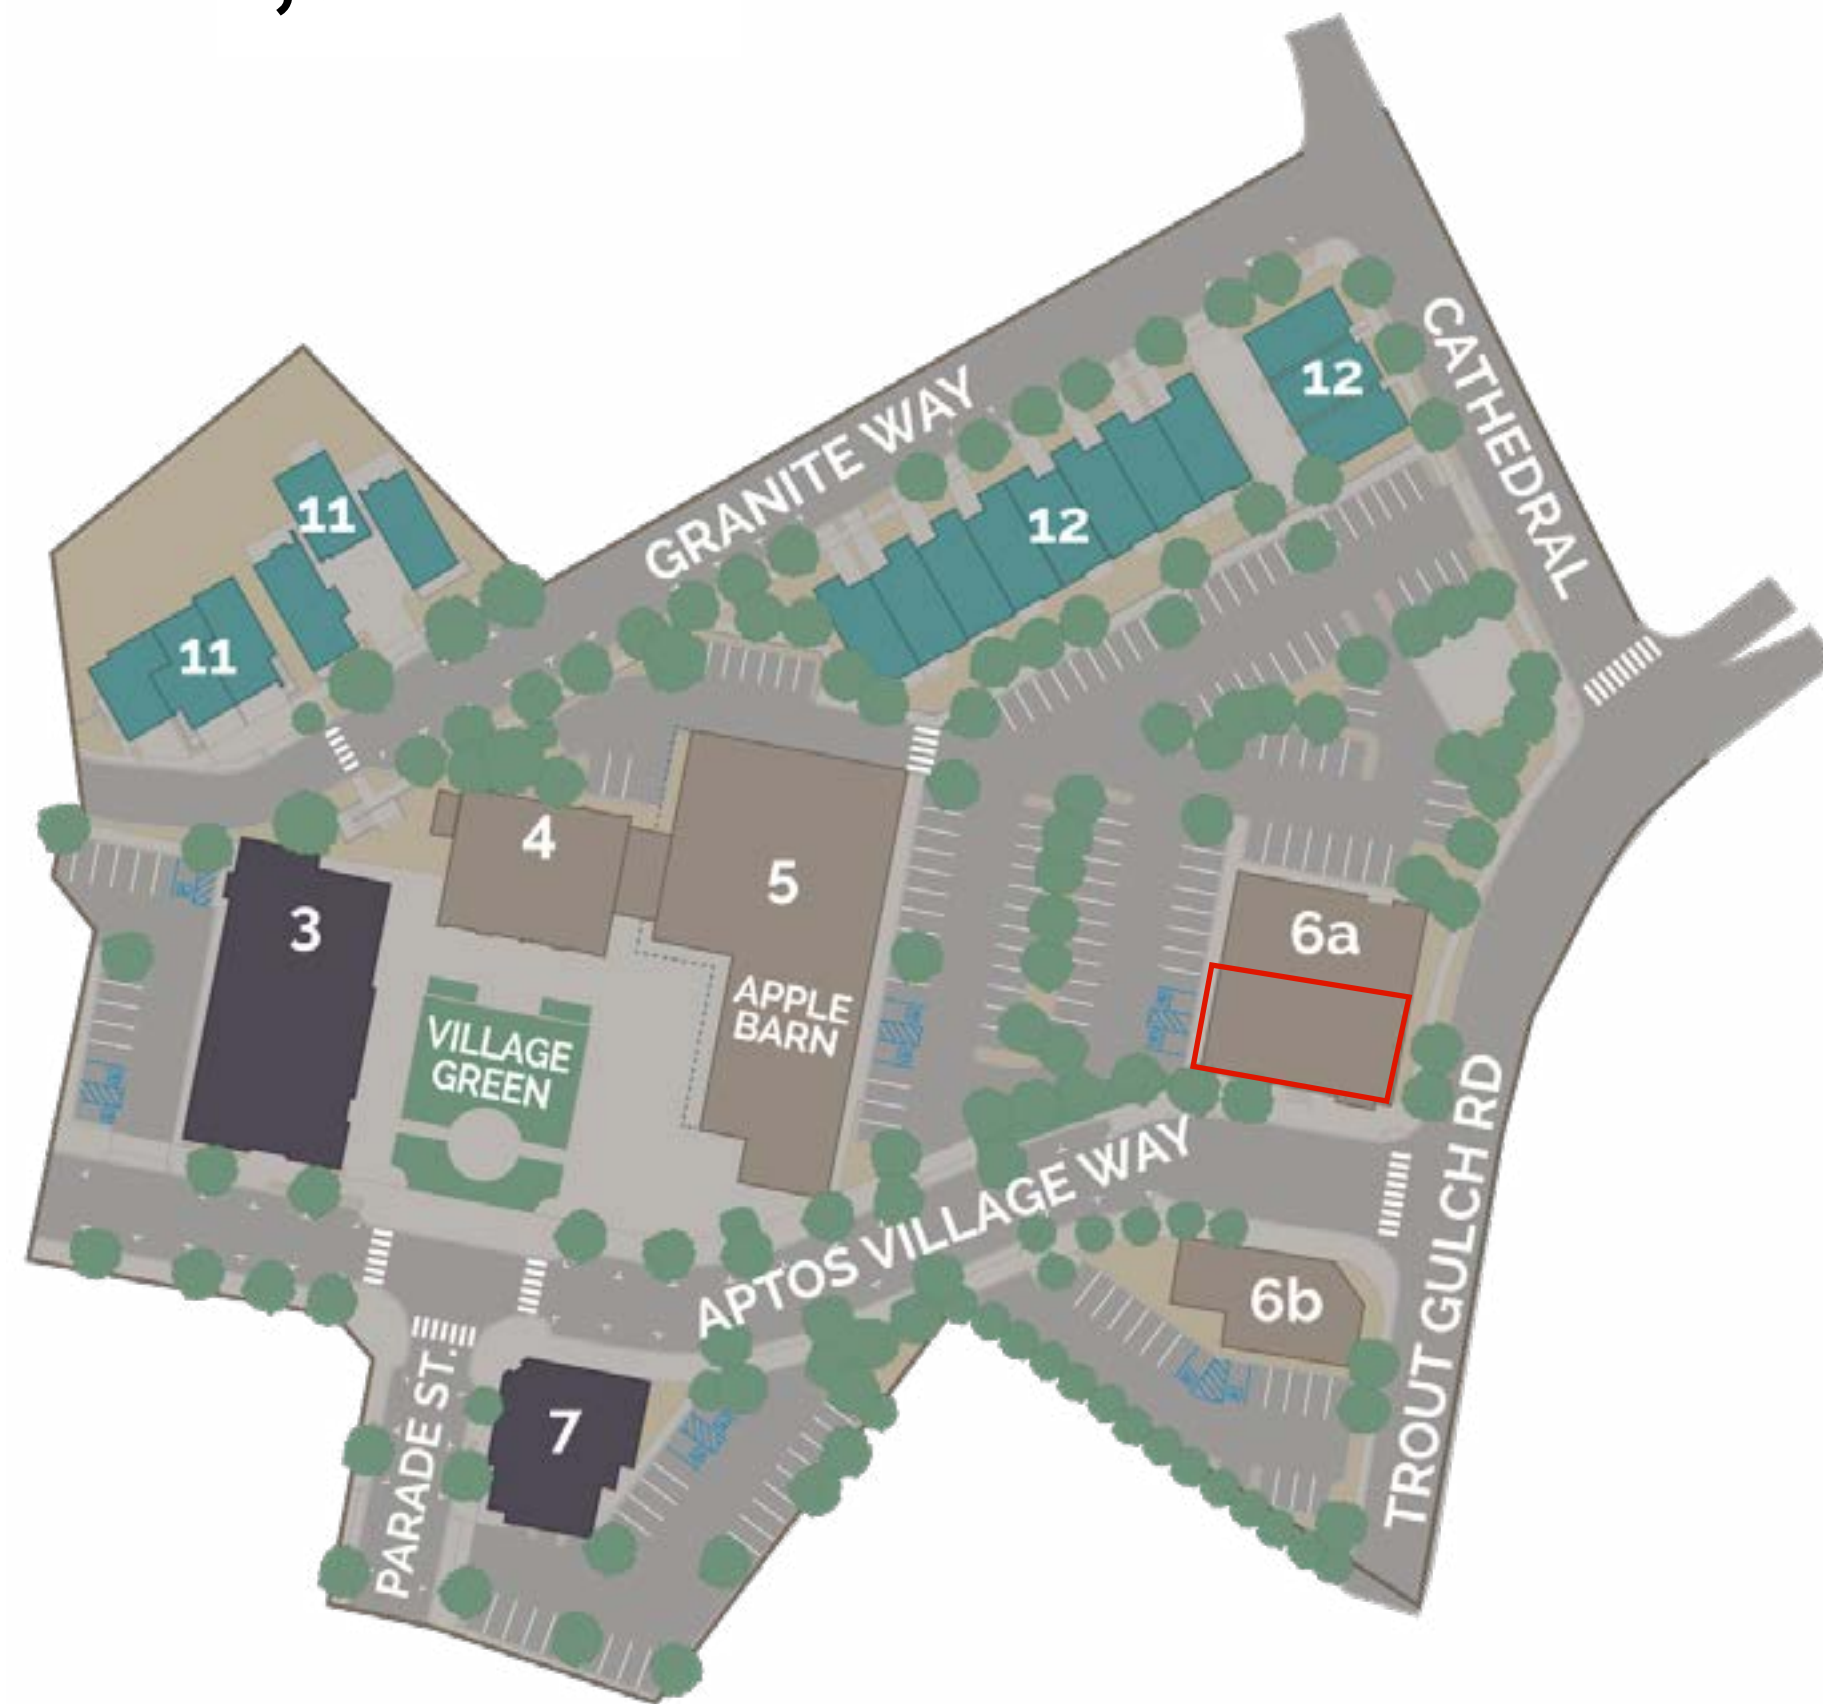 GRANITE WAY
CATHEDRAL
12
12
11
11
4
5
3
6a
APPLE
BARN
VILLAGE
GREEN
APTOS VILLAGE WAY
TROUT GULCH RD
6b
PARADE ST.
7